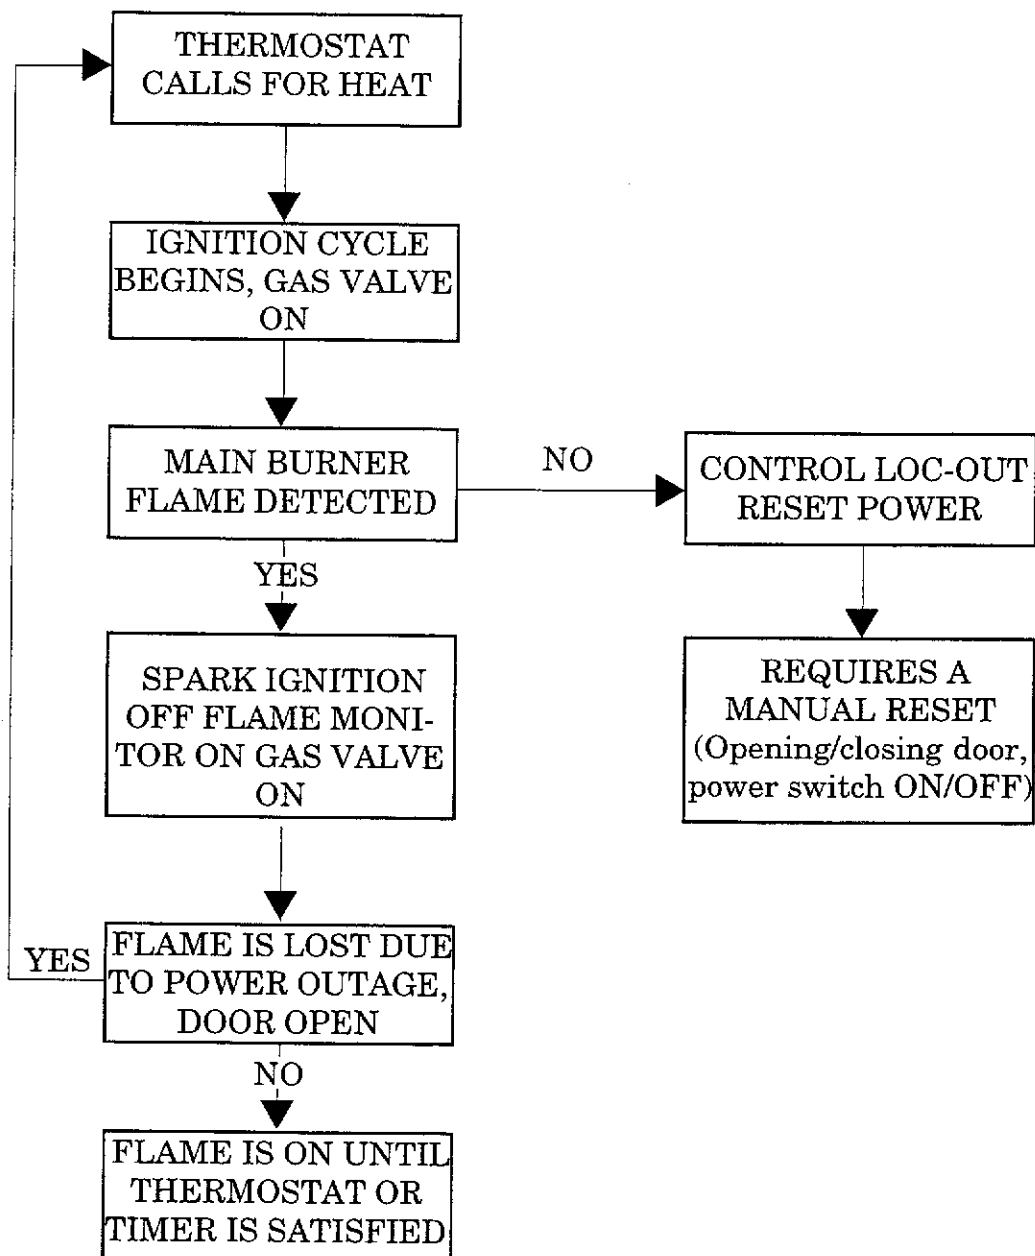 THERMOSTAT
CALLS FOR HEAT
IGNITION CYCLE
BEGINS, GAS VALVE
ON
MAIN BURNER
FLAME DETECTED
NO
CONTROL LOC-OUT
RESET POWER
YES
REQUIRES A
MANUAL RESET
(Opening/closing door,
power switch ON/OFF)
SPARK IGNITION
OFF FLAME MONI-
TOR ON GAS VALVE
ON
YES
FLAME IS LOST DUE
TO POWER OUTAGE,
DOOR OPEN
NO
FLAME IS ON UNTIL
THERMOSTAT OR
TIMER IS SATISFIED